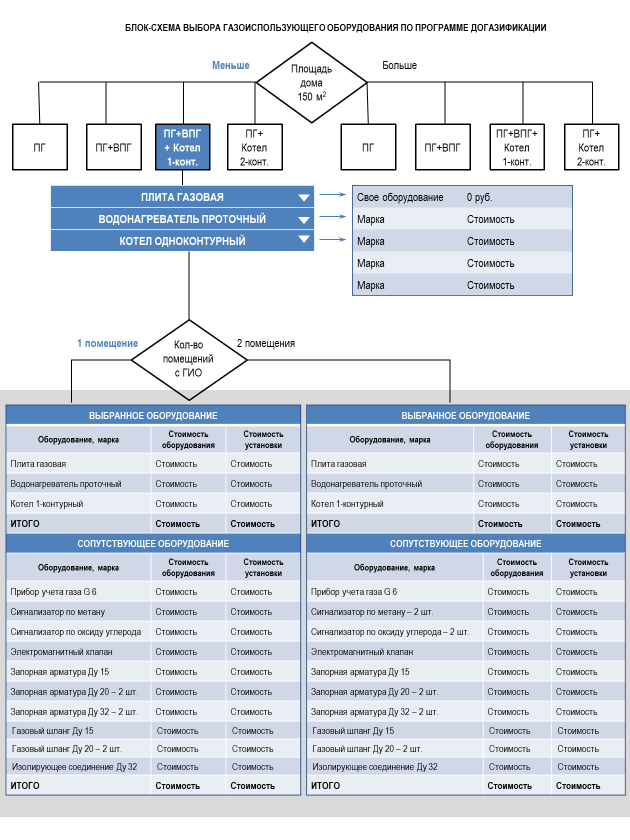 БЛОК-СХЕМА ВЫБОРА ГАЗОИСПОЛЬЗУЮЩЕГО ОБОРУДОВАНИЯ ПО ПРОГРАММЕ ДОГАЗИФИКАЦИИ
Меньше
Площадь
дома
150 м²
Больше
ПГ
ПГ+ВПГ
ПГ+ВПГ
+ Котел
1-конт.
ПГ+
Котел
2-конт.
ПГ
ПГ+ВПГ
ПГ+ВПГ+
Котел
1-конт.
ПГ+
Котел
2-конт.
ПЛИТА ГАЗОВАЯ
ВОДОНАГРЕВАТЕЛЬ ПРОТОЧНЫЙ
КОТЕЛ ОДНОКОНТУРНЫЙ
Свое оборудование 0 руб.
Марка Стоимость
Марка Стоимость
Марка Стоимость
Марка Стоимость
1 помещение
Кол-во
помещений
с ГИО
2 помещения
ВЫБРАННОЕ ОБОРУДОВАНИЕ
Оборудование, марка Стоимость оборудования Стоимость установки
Плита газовая Стоимость Стоимость
Водонагреватель проточный Стоимость Стоимость
Котел 1-контурный Стоимость Стоимость
ИТОГО Стоимость Стоимость
СОПУТСТВУЮЩЕЕ ОБОРУДОВАНИЕ
Оборудование, марка Стоимость оборудования Стоимость установки
Прибор учета газа G 6 Стоимость Стоимость
Сигнализатор по метану Стоимость Стоимость
Сигнализатор по оксиду углерода Стоимость Стоимость
Электромагнитный клапан Стоимость Стоимость
Запорная арматура Ду 15 Стоимость Стоимость
Запорная арматура Ду 20 – 2 шт. Стоимость Стоимость
Запорная арматура Ду 32 – 2 шт. Стоимость Стоимость
Газовый шланг Ду 15 Стоимость Стоимость
Газовый шланг Ду 20 – 2 шт. Стоимость Стоимость
Изолирующее соединение Ду 32 Стоимость Стоимость
ИТОГО Стоимость Стоимость
ВЫБРАННОЕ ОБОРУДОВАНИЕ
Оборудование, марка Стоимость оборудования Стоимость установки
Плита газовая Стоимость Стоимость
Водонагреватель проточный Стоимость Стоимость
Котел 1-контурный Стоимость Стоимость
ИТОГО Стоимость Стоимость
СОПУТСТВУЮЩЕЕ ОБОРУДОВАНИЕ
Оборудование, марка Стоимость оборудования Стоимость установки
Прибор учета газа G 6 Стоимость Стоимость
Сигнализатор по метану – 2 шт. Стоимость Стоимость
Сигнализатор по оксиду углерода – 2 шт. Стоимость Стоимость
Электромагнитный клапан Стоимость Стоимость
Запорная арматура Ду 15 Стоимость Стоимость
Запорная арматура Ду 20 – 2 шт. Стоимость Стоимость
Запорная арматура Ду 32 – 2 шт. Стоимость Стоимость
Газовый шланг Ду 15 Стоимость Стоимость
Газовый шланг Ду 20 – 2 шт. Стоимость Стоимость
Изолирующее соединение Ду 32 Стоимость Стоимость
ИТОГО Стоимость Стоимость